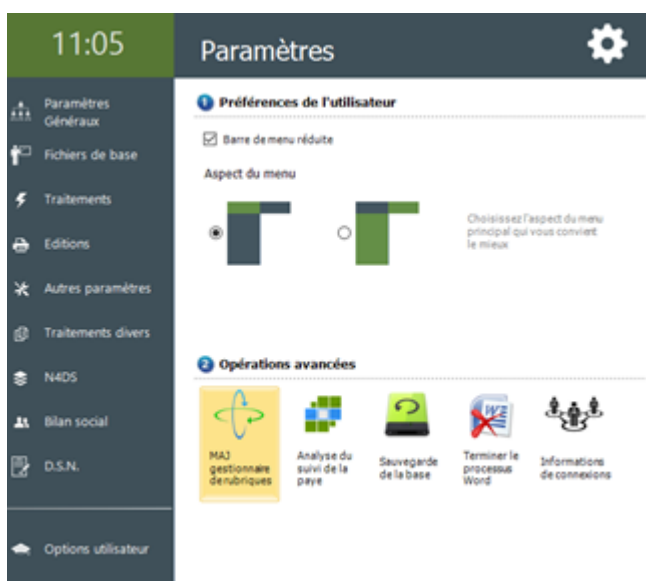 11:05
Paramètres
Paramètres
Généraux
Fichiers de base
Traitements
Editions
Autres paramètres
Traitements divers
N4DS
Bilan social
D.S.N.
Options utilisateur
1 Préférences de l'utilisateur
Barre de menu réduite
Aspect du menu
Choisissez l'aspect du menu
principal qui vous convient
le mieux
2 Opérations avancées
MAJ
gestionnaire
de rubriques
Analyse du
suivi de la
paye
Sauvegarde
de la base
Terminer le
processus
Word
Informations
de connexions